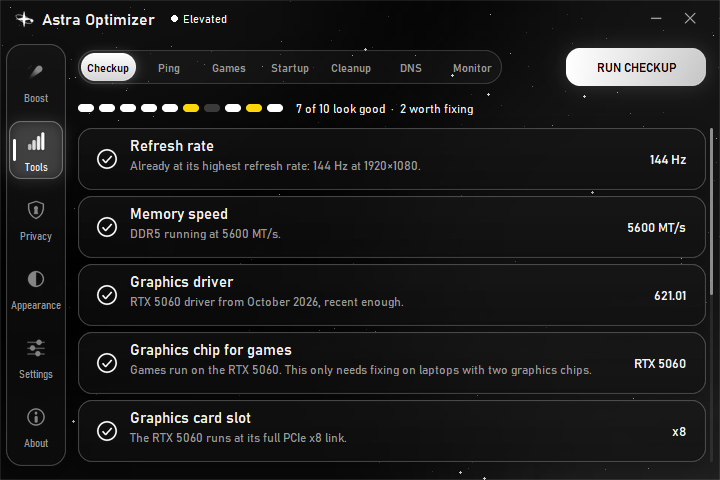 Astra Optimizer
Elevated
Boost
Tools
Privacy
Appearance
Settings
About
Checkup Ping Games Startup Cleanup DNS Monitor
RUN CHECKUP
7 of 10 look good · 2 worth fixing
Refresh rate
Already at its highest refresh rate: 144 Hz at 1920×1080.
144 Hz
Memory speed
DDR5 running at 5600 MT/s.
5600 MT/s
Graphics driver
RTX 5060 driver from October 2026, recent enough.
621.01
Graphics chip for games
Games run on the RTX 5060. This only needs fixing on laptops with two graphics chips.
RTX 5060
Graphics card slot
The RTX 5060 runs at its full PCIe x8 link.
x8